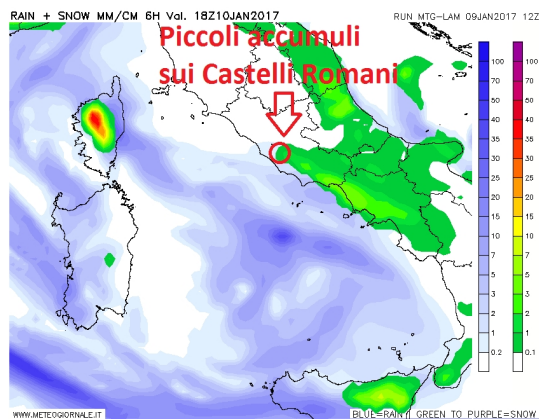 RAIN + SNOW MM/CM 6H Val. 18Z10JAN2017
RUN MTG-LAM 09JAN2017 12Z
Piccoli accumuli
sui Castelli Romani
100 100
70 70
50 50
40 40
35 35
30 30
25 25
20 20
15 15
10 10
7 7
5 5
3 3
2 2
1 1
0.2 0.1
WWW.METEOGIORNALE.IT
BLUE=RAIN / GREEN TO PURPLE=SNOW